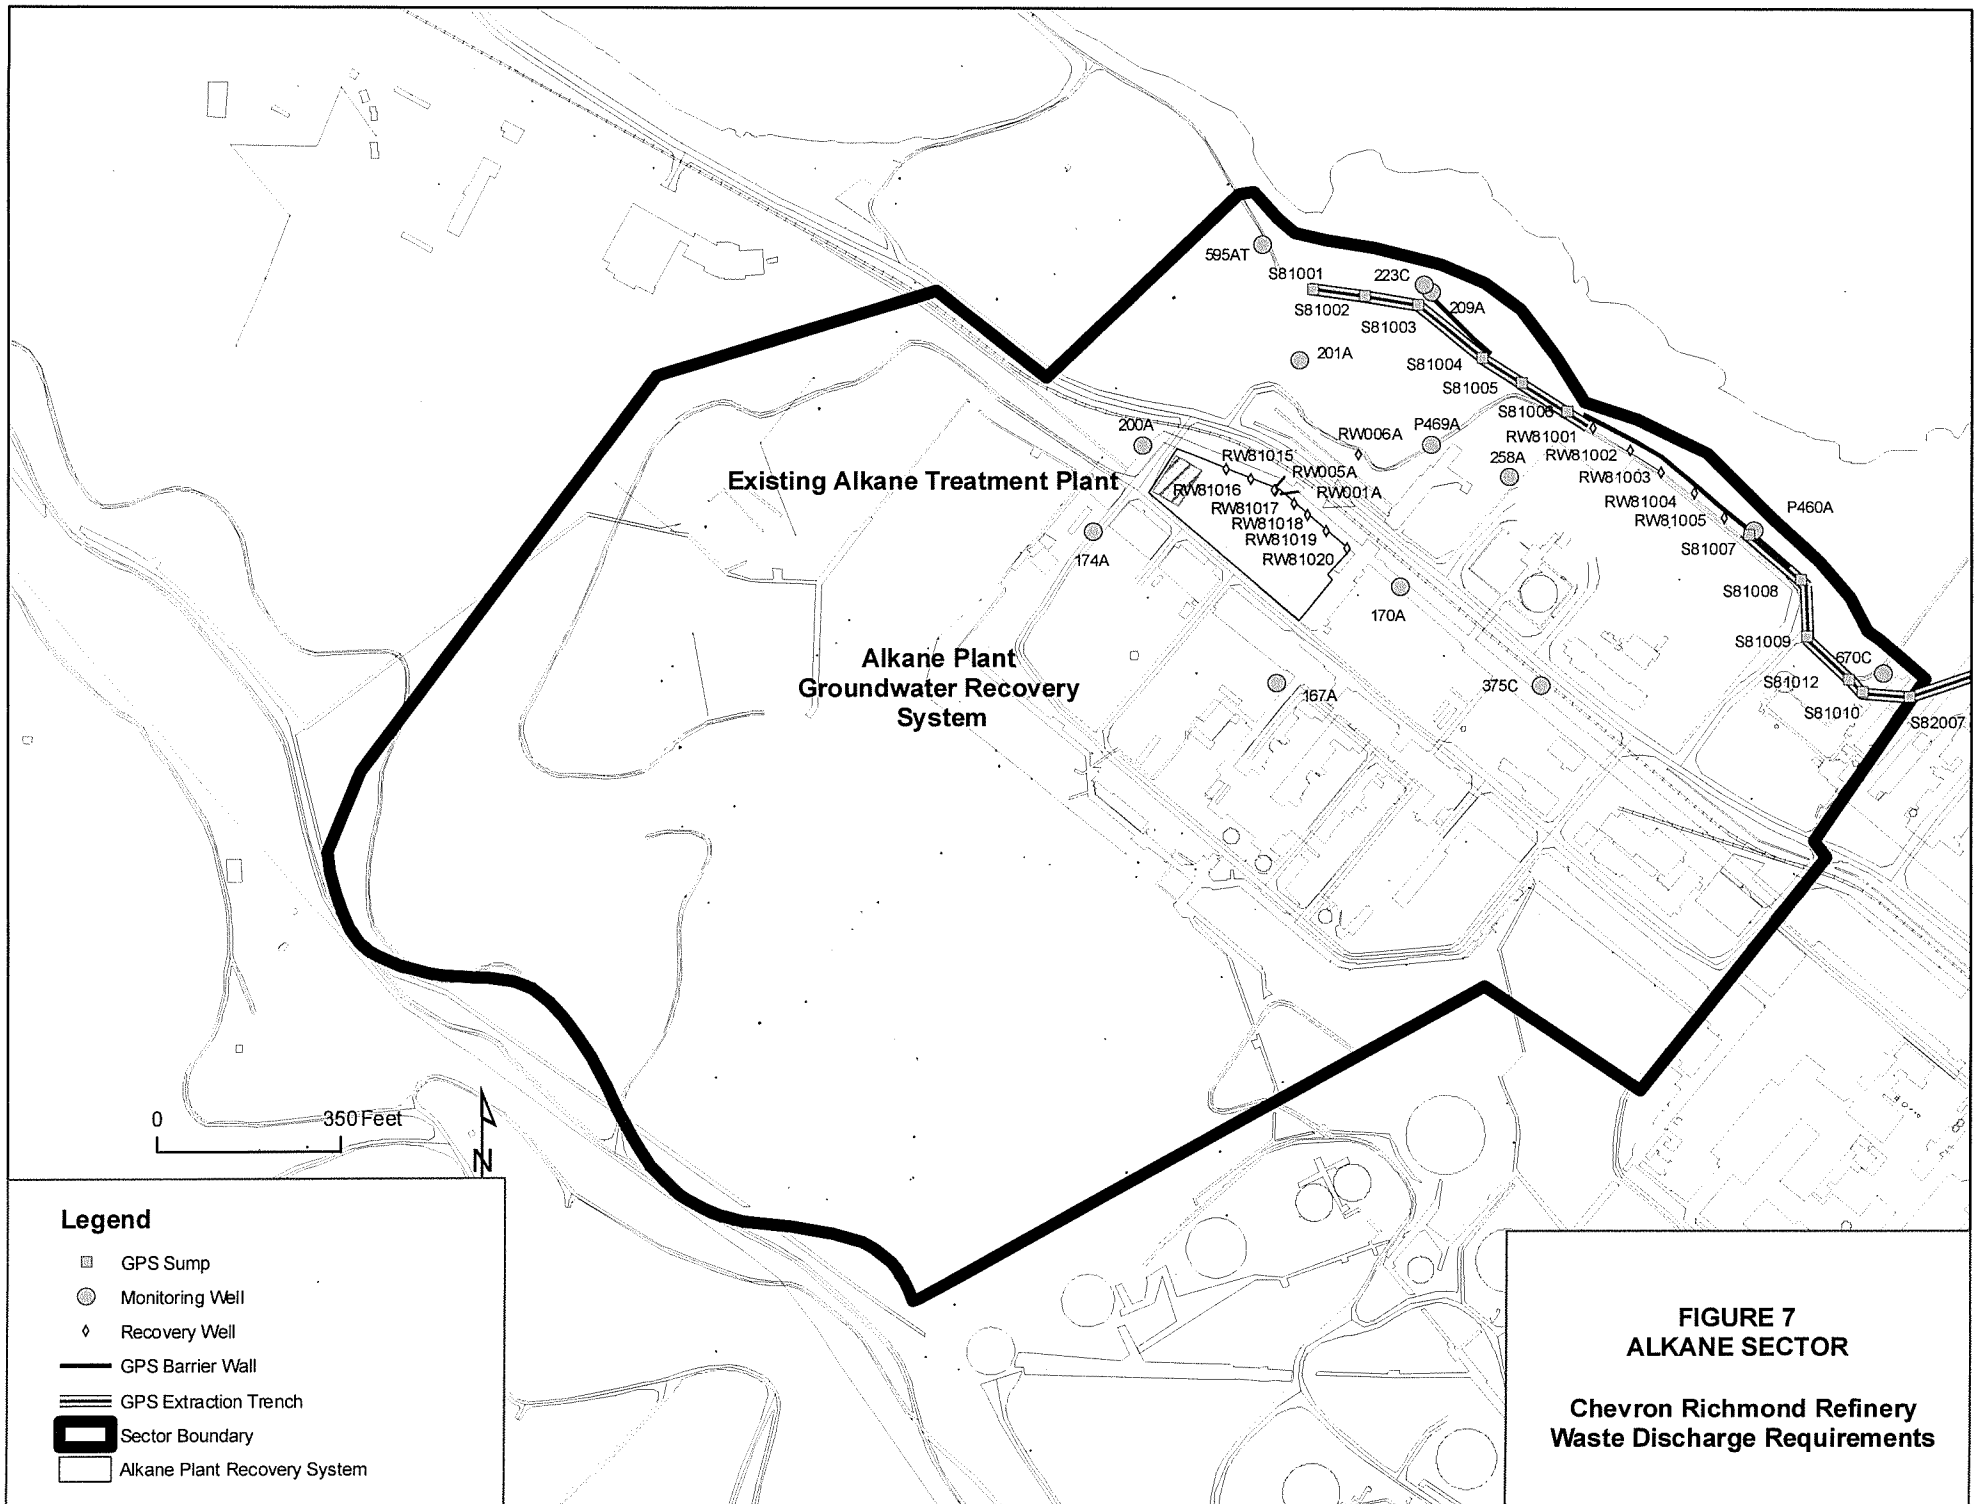 595AT
S81001
223C
S81002
209A
S81003
201A
S81004
S81005
S81006
200A
RW006A
P469A
RW81001
RW81002
258A
RW81015
RW005A
RW81003
Existing Alkane Treatment Plant
RW81016
RW001A
RW81004
P460A
RW81017
RW81005
RW81018
RW81019
S81007
174A
RW81020
S81008
170A
S81009
Alkane Plant
Groundwater Recovery
System
670C
S81012
375C
167A
S81010
S82007
0
350 Feet
N
Legend
GPS Sump
Monitoring Well
Recovery Well
GPS Barrier Wall
GPS Extraction Trench
Sector Boundary
Alkane Plant Recovery System
FIGURE 7
ALKANE SECTOR
Chevron Richmond Refinery
Waste Discharge Requirements